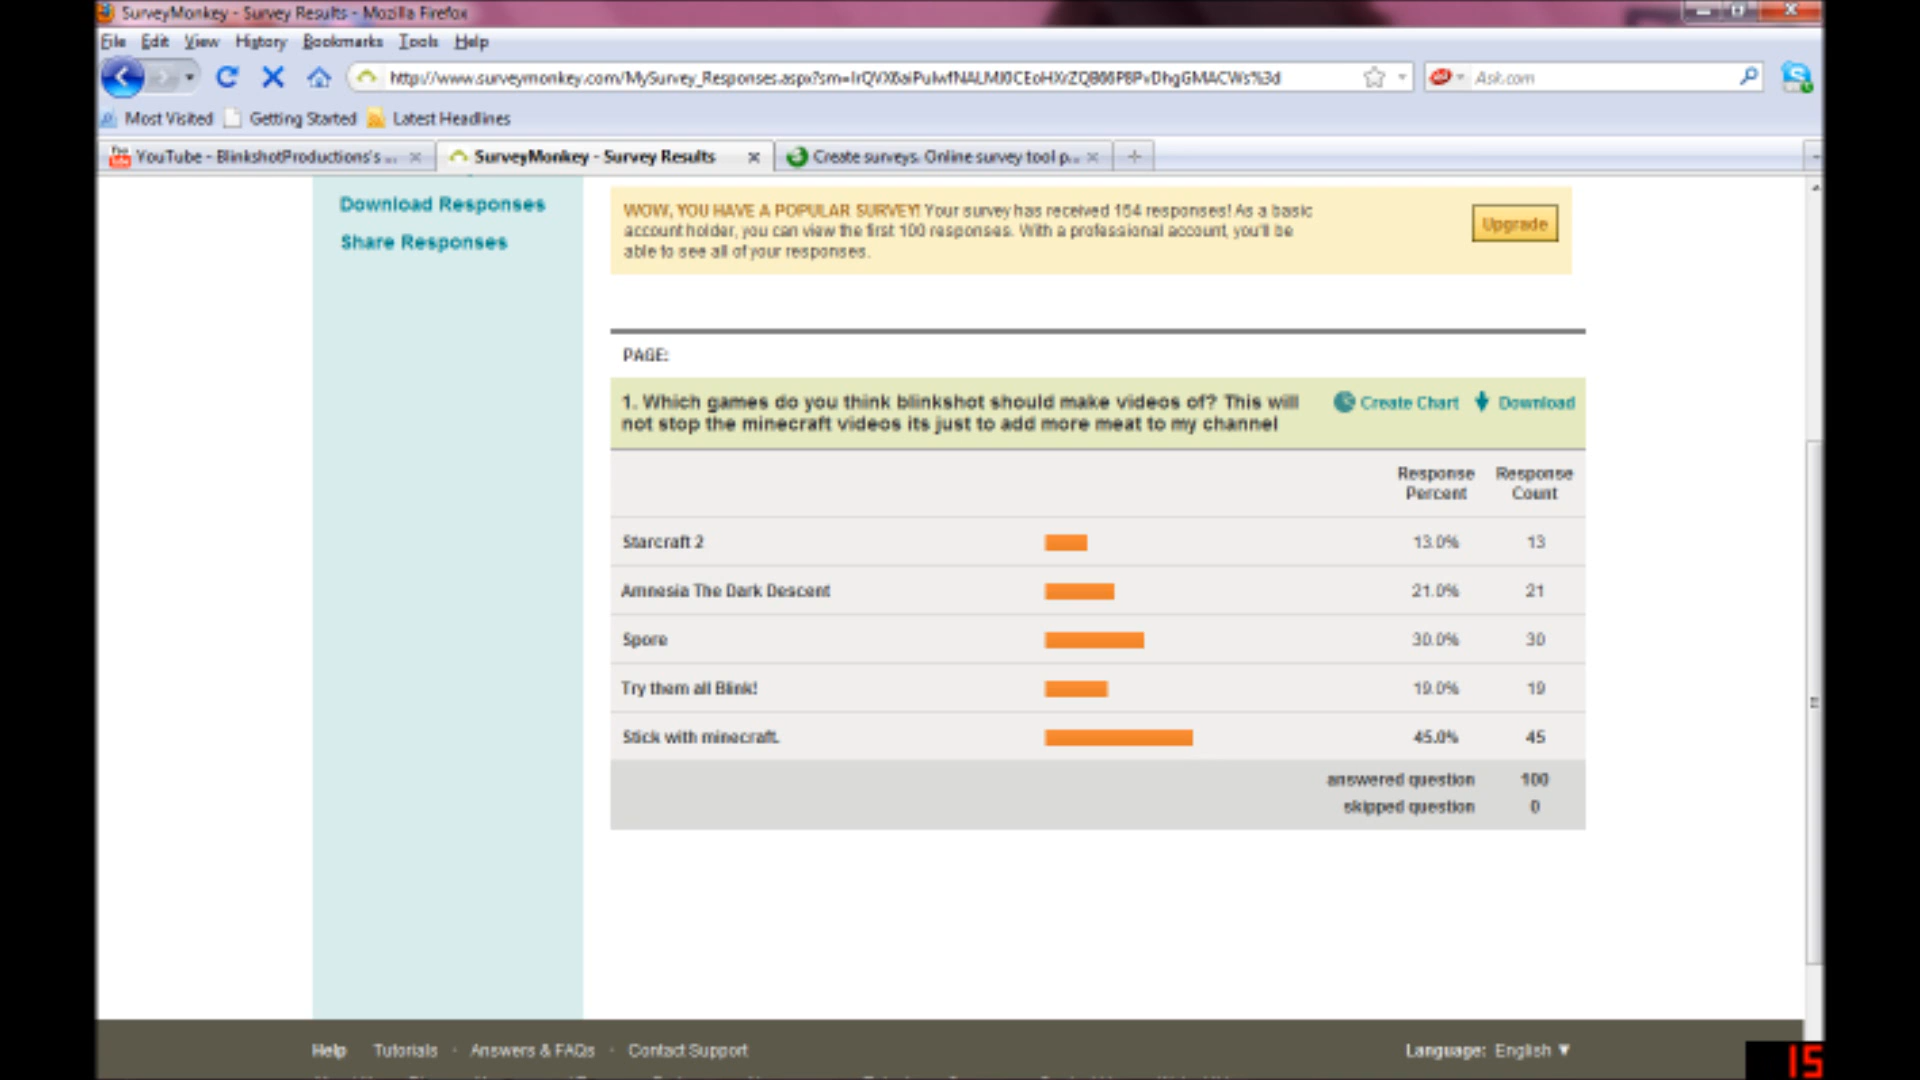 SurveyMonkey - Survey Results - Mozilla Firefox
File Edit View History Bookmarks Tools Help
Ask.com
Most Visited Getting Started Latest Headlines
YouTube - BlinkshotProductions's ...
SurveyMonkey - Survey Results
Create surveys. Online survey tool p...
Download Responses
Share Responses
WOW, YOU HAVE A POPULAR SURVEY! Your survey has received 154 responses! As a basic
account holder, you can view the first 100 responses. With a professional account, you'll be
able to see all of your responses.
Upgrade
PAGE:
1. Which games do you think blinkshot should make videos of? This will
not stop the minecraft videos its just to add more meat to my channel
Create Chart Download
Response Percent
Response Count
Starcraft 2 13.0% 13
Amnesia The Dark Descent 21.0% 21
Spore 30.0% 30
Try them all Blink! 19.0% 19
Stick with minecraft. 45.0% 45
answered question 100
skipped question 0
Help Tutorials · Answers & FAQs · Contact Support
Language: English ▼
15